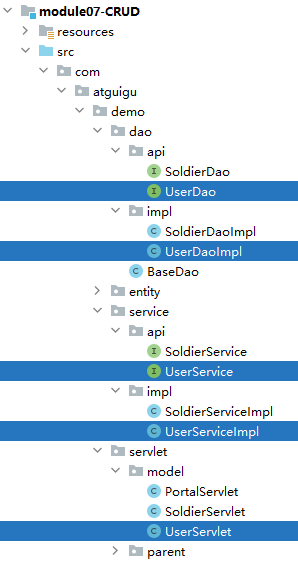 module07-CRUD
resources
src
com
atguigu
demo
dao
api
SoldierDao
UserDao
impl
SoldierDaoImpl
UserDaoImpl
BaseDao
entity
service
api
SoldierService
UserService
impl
SoldierServiceImpl
UserServiceImpl
servlet
model
PortalServlet
SoldierServlet
UserServlet
parent